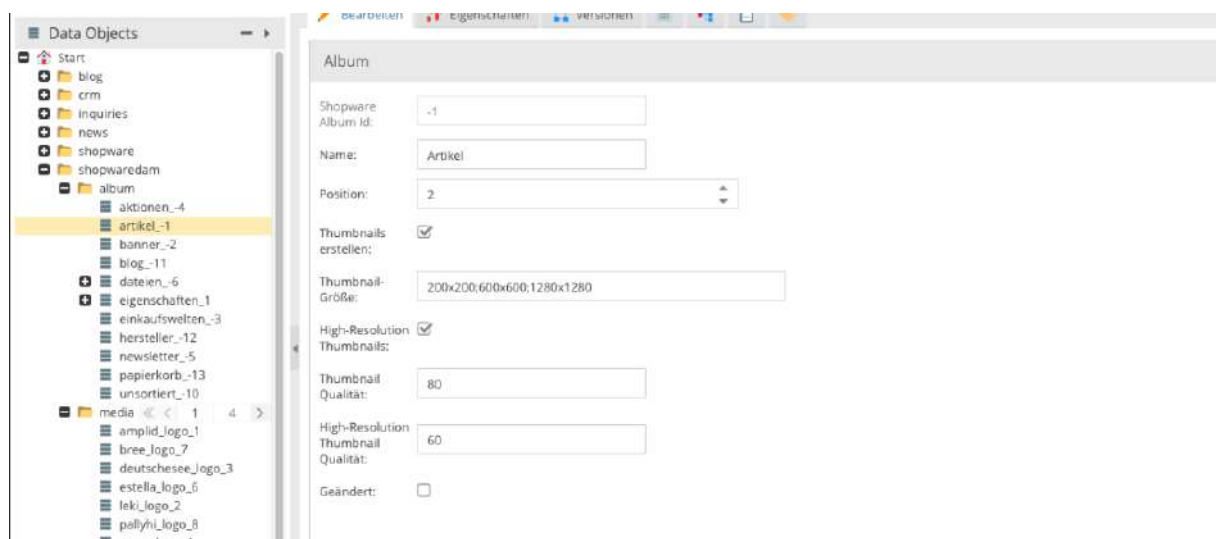 Data Objects
Start
blog
crm
inquiries
news
shopware
shopwaredam
album
aktionen_-4
artikel_-1
banner_-2
blog_-11
dateien_-6
eigenschaften_1
einkaufswelten_-3
hersteller_-12
newsletter_-5
papierkorb_-13
unsortiert_-10
media 1 4
amplid_logo_1
bree_logo_7
deutschesee_logo_3
estella_logo_6
leki_logo_2
pallyhi_logo_8
Bearbeiten Eigenschaften Versionen
Album
Shopware
Album Id:
-1
Name:
Artikel
Position:
2
Thumbnails
erstellen:
Thumbnail-
Größe:
200x200;600x600;1280x1280
High-Resolution
Thumbnails:
Thumbnail
Qualität:
80
High-Resolution
Thumbnail
Qualität:
60
Geändert: